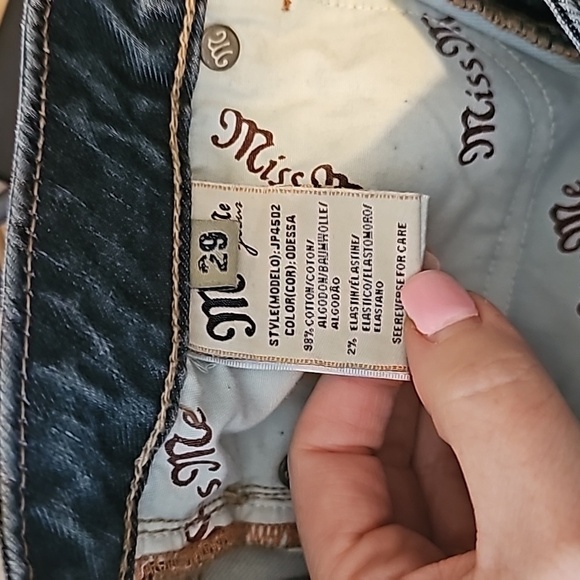 Miss Me
29
STYLE(MODELO):JP4502
COLOR(COR):ODESSA
98% COTTON/COTON/
ALGODON/BAUMWOLLE/
ALGODÃO
2% ELASTIN/ÉLASTINE/
ELASTICO/ELASTOMORO/
ELASTANO
SEE REVERSE FOR CARE
Miss
Miss
Me
Me
M